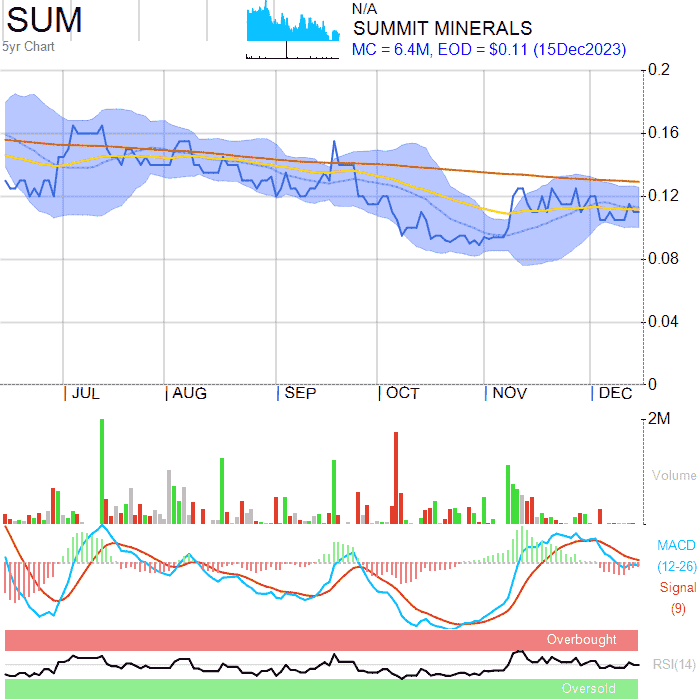 SUM
5yr Chart
N/A
SUMMIT MINERALS
MC = 6.4M, EOD = $0.11 (15Dec2023)
0.2
0.16
0.12
0.08
0.04
0
JUL AUG SEP OCT NOV DEC
2M
Volume
MACD
(12-26)
Signal
(9)
Overbought
RSI(14)
Oversold